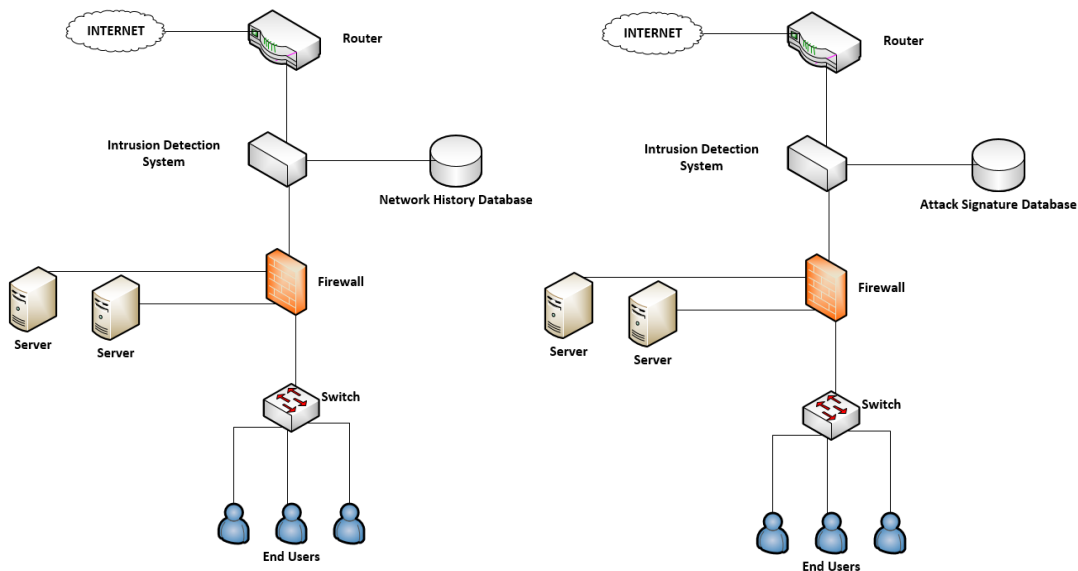 INTERNET
Router
Intrusion Detection
System
Network History Database
Firewall
Server
Server
Switch
End Users
INTERNET
Router
Intrusion Detection
System
Attack Signature Database
Firewall
Server
Server
Switch
End Users